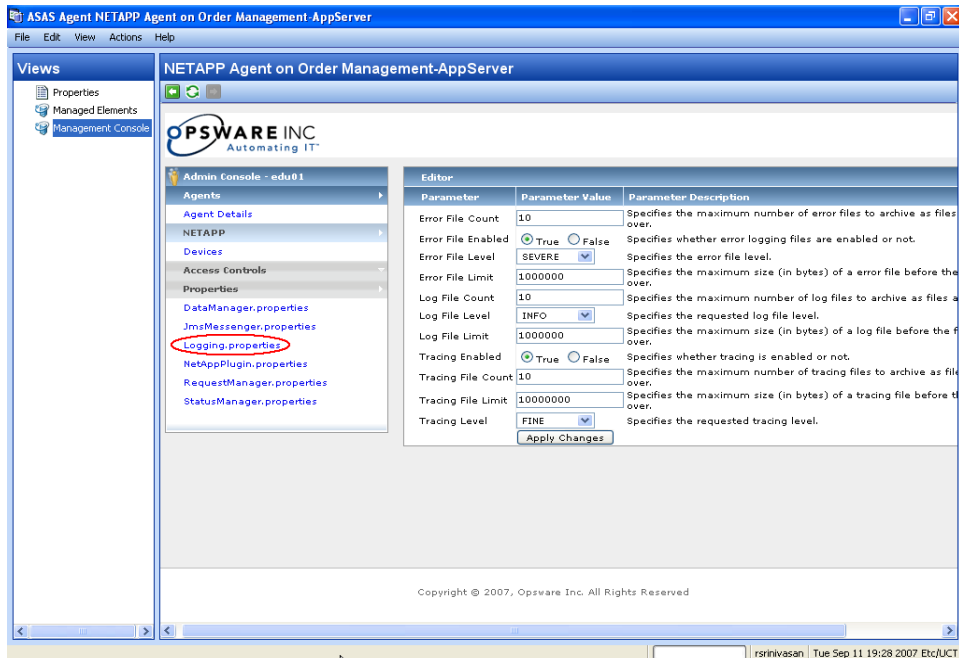 ASAS Agent NETAPP Agent on Order Management-AppServer
File Edit View Actions Help
Views
Properties
Managed Elements
Management Console
NETAPP Agent on Order Management-AppServer
OPSWARE INC
Automating IT
Admin Console - edu01
Agents
Agent Details
NETAPP
Devices
Access Controls
Properties
DataManager.properties
JmsMessenger.properties
Logging.properties
NetAppPlugin.properties
RequestManager.properties
StatusManager.properties
Editor
Parameter Parameter Value Parameter Description
Error File Count 10 Specifies the maximum number of error files to archive as files
over.
Error File Enabled True False Specifies whether error logging files are enabled or not.
Error File Level SEVERE Specifies the error file level.
Error File Limit 1000000 Specifies the maximum size (in bytes) of a error file before the
over.
Log File Count 10 Specifies the maximum number of log files to archive as files a
Log File Level INFO Specifies the requested log file level.
Log File Limit 1000000 Specifies the maximum size (in bytes) of a log file before the f
over.
Tracing Enabled True False Specifies whether tracing is enabled or not.
Tracing File Count 10 Specifies the maximum number of tracing files to archive as file
over.
Tracing File Limit 10000000 Specifies the maximum size (in bytes) of a tracing file before t
over.
Tracing Level FINE Specifies the requested tracing level.
Apply Changes
Copyright © 2007, Opsware Inc. All Rights Reserved
rsrinivasan Tue Sep 11 19:28 2007 Etc/UCT